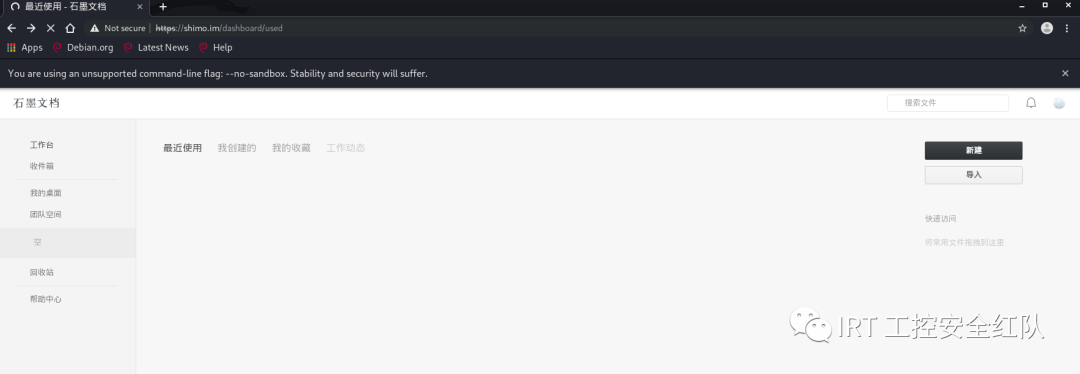 最近使用 - 石墨文档
Not secure | https://shimo.im/dashboard/used
Apps Debian.org Latest News Help
You are using an unsupported command-line flag: --no-sandbox. Stability and security will suffer.
石墨文档 搜索文件
工作台
收件箱
我的桌面
团队空间
空
回收站
帮助中心
最近使用 我创建的 我的收藏 工作动态
新建
导入
快速访问
将常用文件拖拽到这里
IRT 工控安全红队